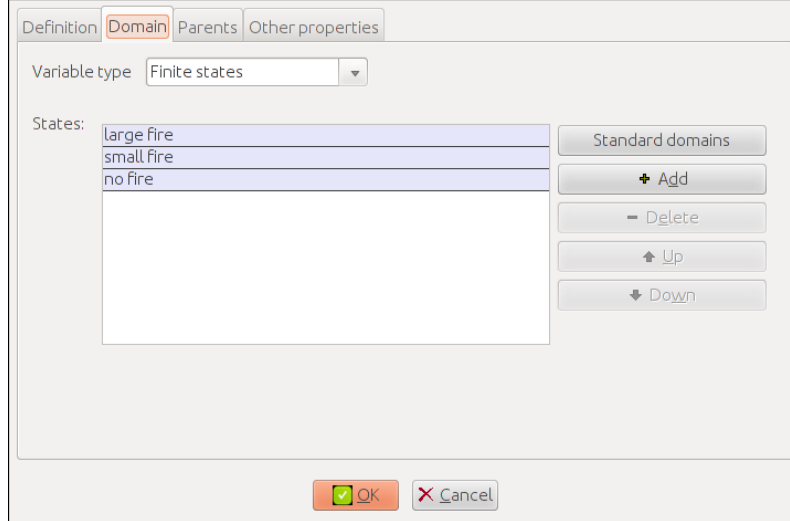 Definition Domain Parents Other properties
Variable type Finite states
States:
large fire
small fire
no fire
Standard domains
Add
Delete
Up
Down
OK Cancel